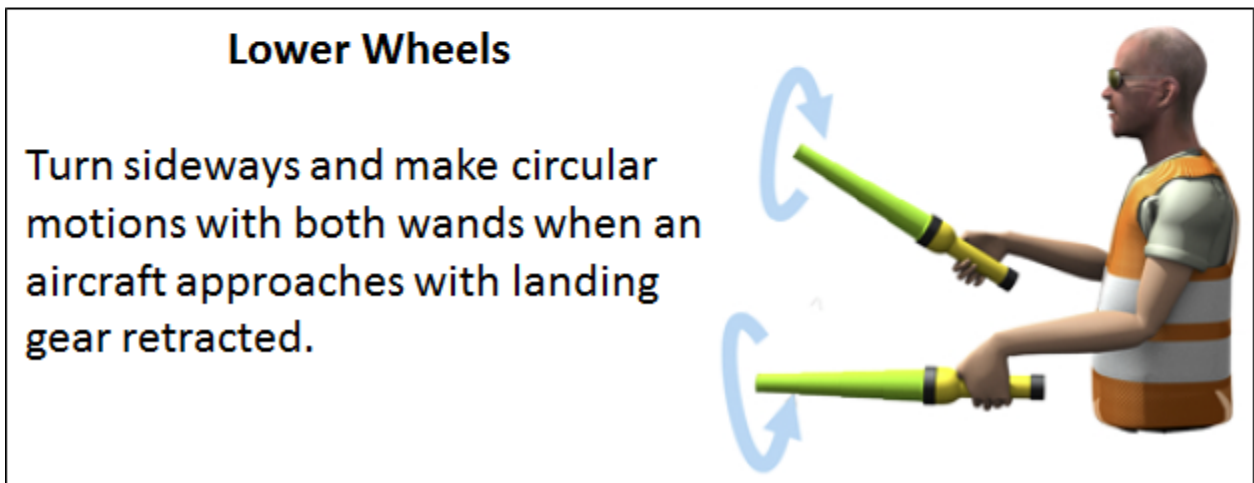 Lower Wheels
Turn sideways and make circular
motions with both wands when an
aircraft approaches with landing
gear retracted.